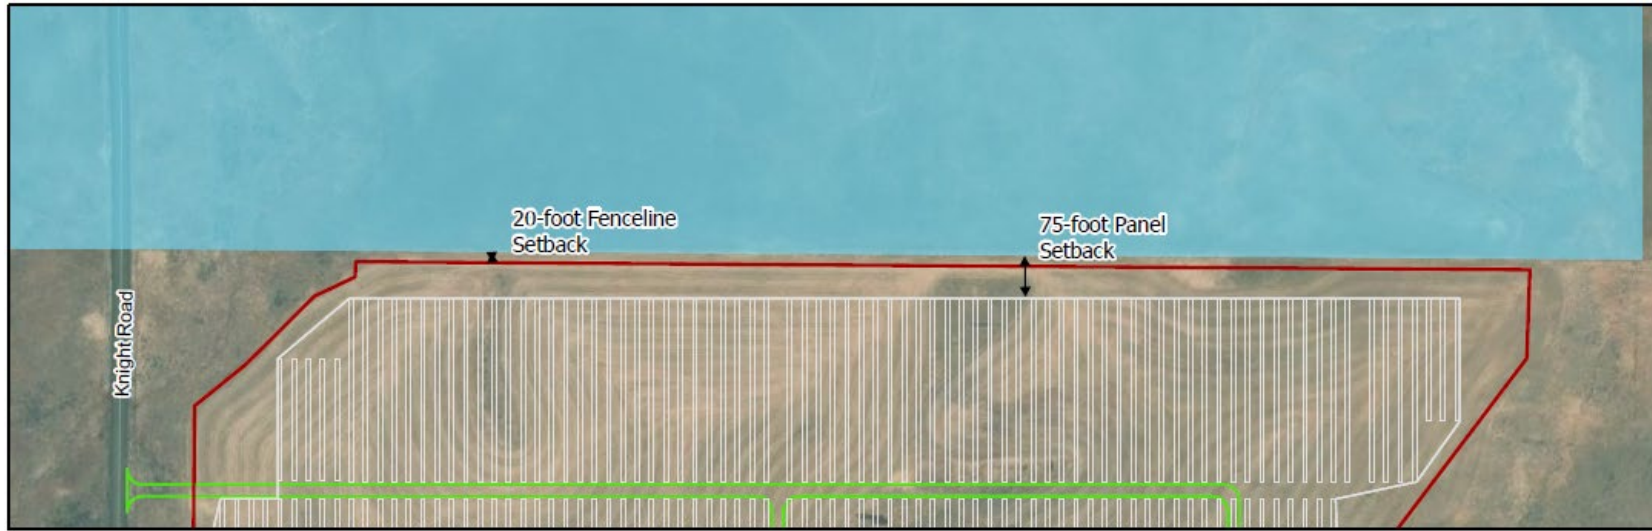 20-foot Fenceline
Setback
75-foot Panel
Setback
Knight Road